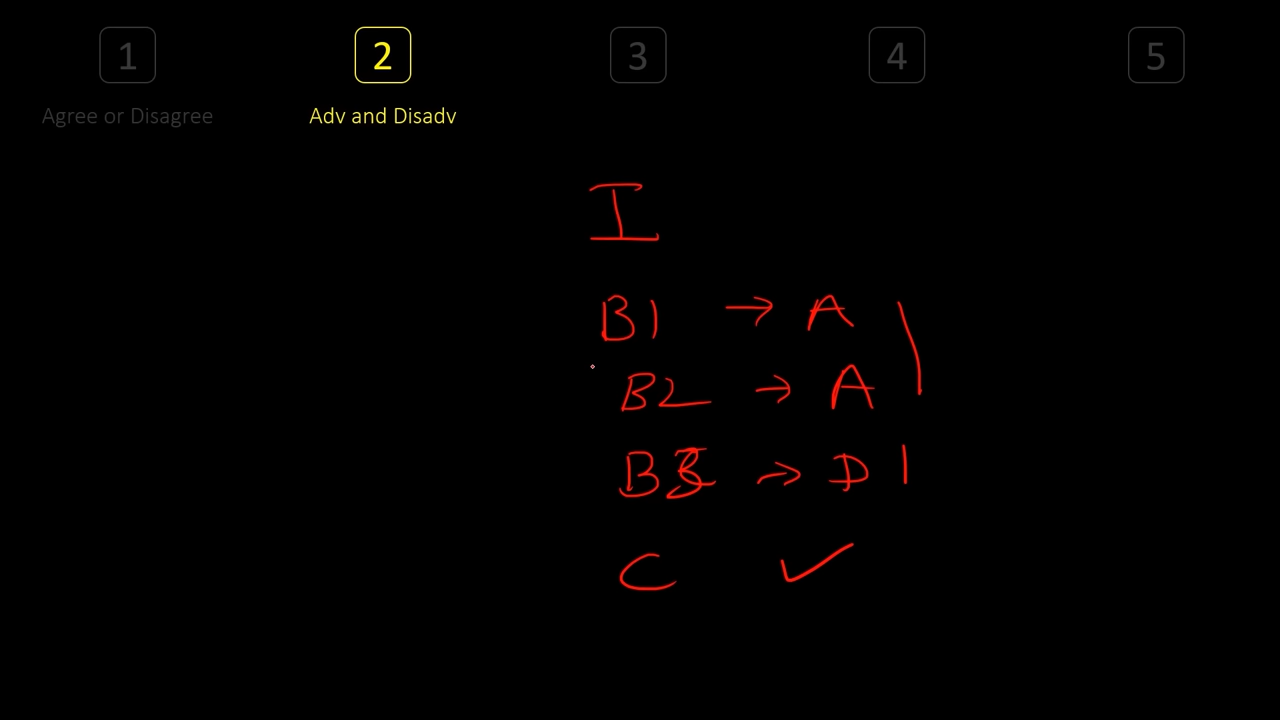 1 2 3 4 5
Agree or Disagree Adv and Disadv
I
B1 → A
B2 → A
B3 → D
C ✓